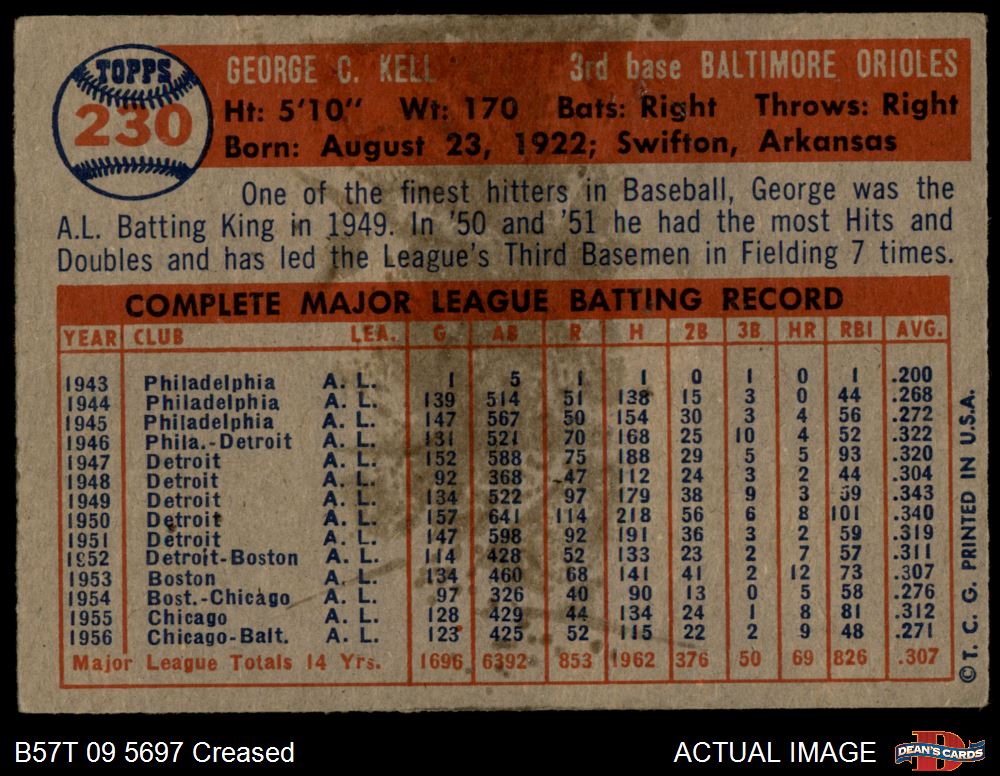 TOPPS
230
GEORGE C. KELL 3rd base BALTIMORE ORIOLES
Ht: 5'10" Wt: 170 Bats: Right Throws: Right
Born: August 23, 1922; Swifton, Arkansas
One of the finest hitters in Baseball, George was the
A.L. Batting King in 1949. In '50 and '51 he had the most Hits and
Doubles and has led the League's Third Basemen in Fielding 7 times.
COMPLETE MAJOR LEAGUE BATTING RECORD
YEAR CLUB LEA. G AB R H 2B 3B HR RBI AVG.
1943 Philadelphia A. L. 1 5 1 1 0 1 0 1 .200
1944 Philadelphia A. L. 139 514 51 138 15 3 0 44 .268
1945 Philadelphia A. L. 147 567 50 154 30 3 4 56 .272
1946 Phila.-Detroit A. L. 131 521 70 168 25 10 4 52 .322
1947 Detroit A. L. 152 588 75 188 29 5 5 93 .320
1948 Detroit A. L. 92 368 47 112 24 3 2 44 .304
1949 Detroit A. L. 134 522 97 179 38 9 3 59 .343
1950 Detroit A. L. 157 641 114 218 56 6 8 101 .340
1951 Detroit A. L. 147 598 92 191 36 3 2 59 .319
1952 Detroit-Boston A. L. 114 428 52 133 23 2 7 57 .311
1953 Boston A. L. 134 460 68 141 41 2 12 73 .307
1954 Bost.-Chicago A. L. 97 326 40 90 13 0 5 58 .276
1955 Chicago A. L. 128 429 44 134 24 1 8 81 .312
1956 Chicago-Balt. A. L. 123 425 52 115 22 2 9 48 .271
Major League Totals 14 Yrs. 1696 6392 853 1962 376 50 69 826 .307
© T. C. G. PRINTED IN U.S.A.
B57T 09 5697 Creased ACTUAL IMAGE
D
DEAN'S CARDS